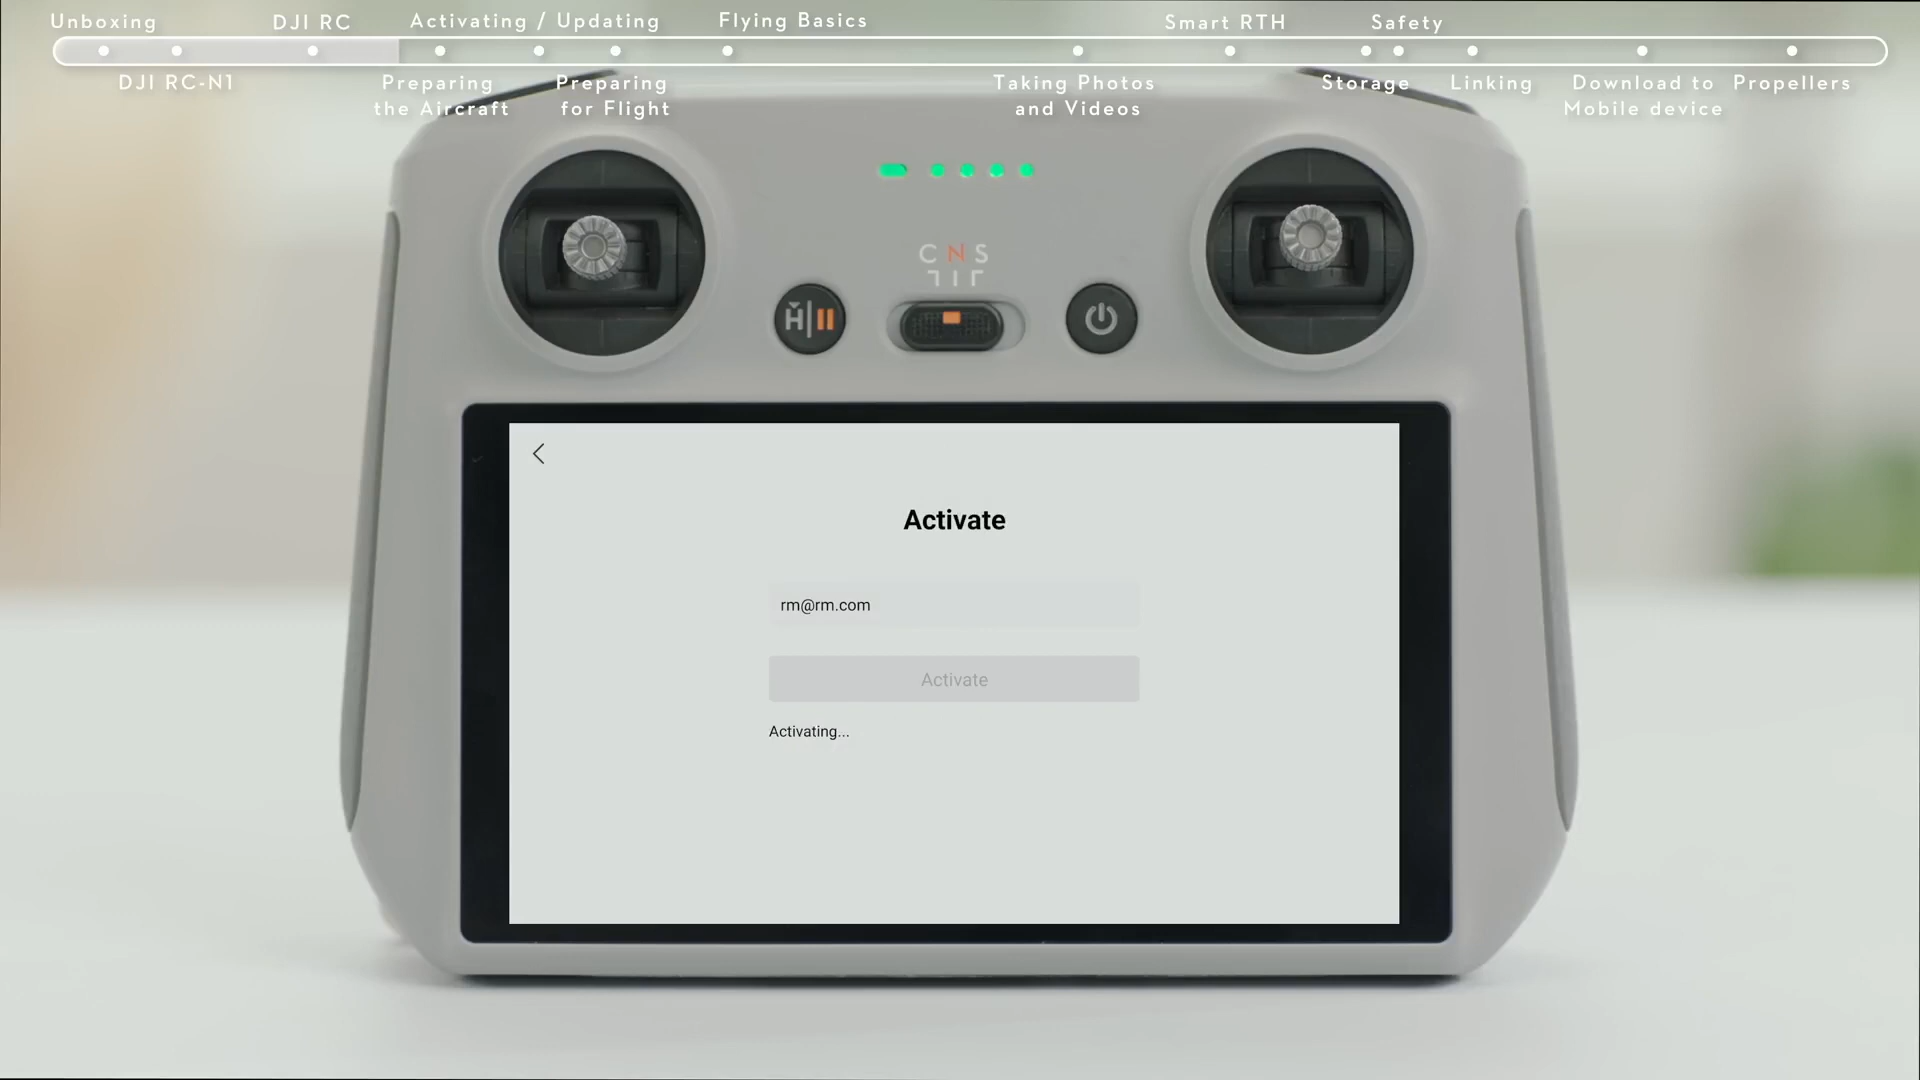 Unboxing
DJI RC
Activating / Updating
Flying Basics
Smart RTH
Safety
DJI RC-N1
Preparing
the Aircraft
Preparing
for Flight
Taking Photos
and Videos
Storage
Linking
Download to
Mobile device
Propellers
C N S
H
Activate
rm@rm.com
Activate
Activating...